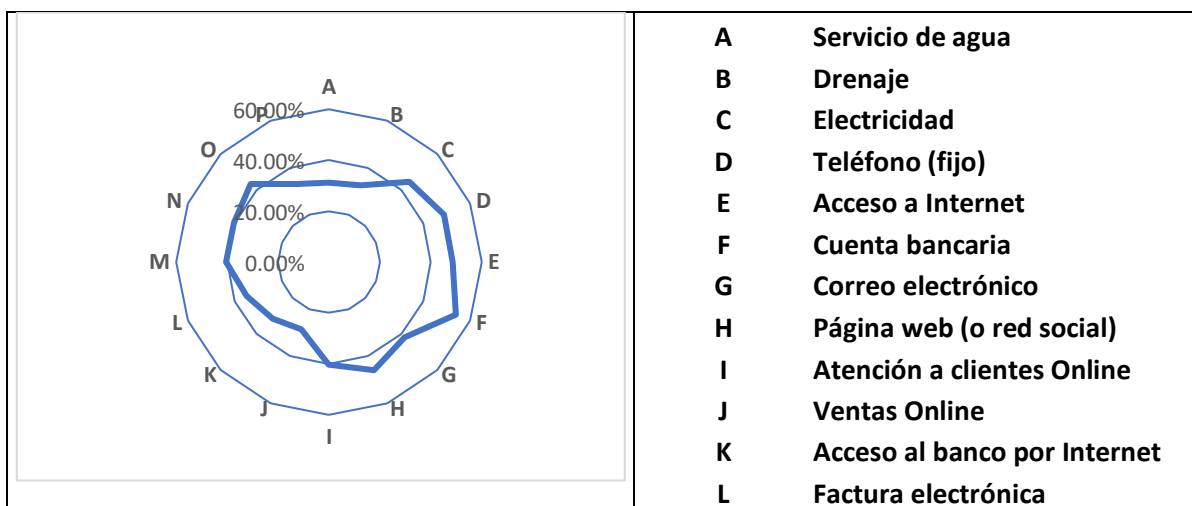 A
60.00%
P
B
O
C
40.00%
N
D
20.00%
M
0.00%
E
L
F
K
G
J
H
I
A Servicio de agua
B Drenaje
C Electricidad
D Teléfono (fijo)
E Acceso a Internet
F Cuenta bancaria
G Correo electrónico
H Página web (o red social)
I Atención a clientes Online
J Ventas Online
K Acceso al banco por Internet
L Factura electrónica